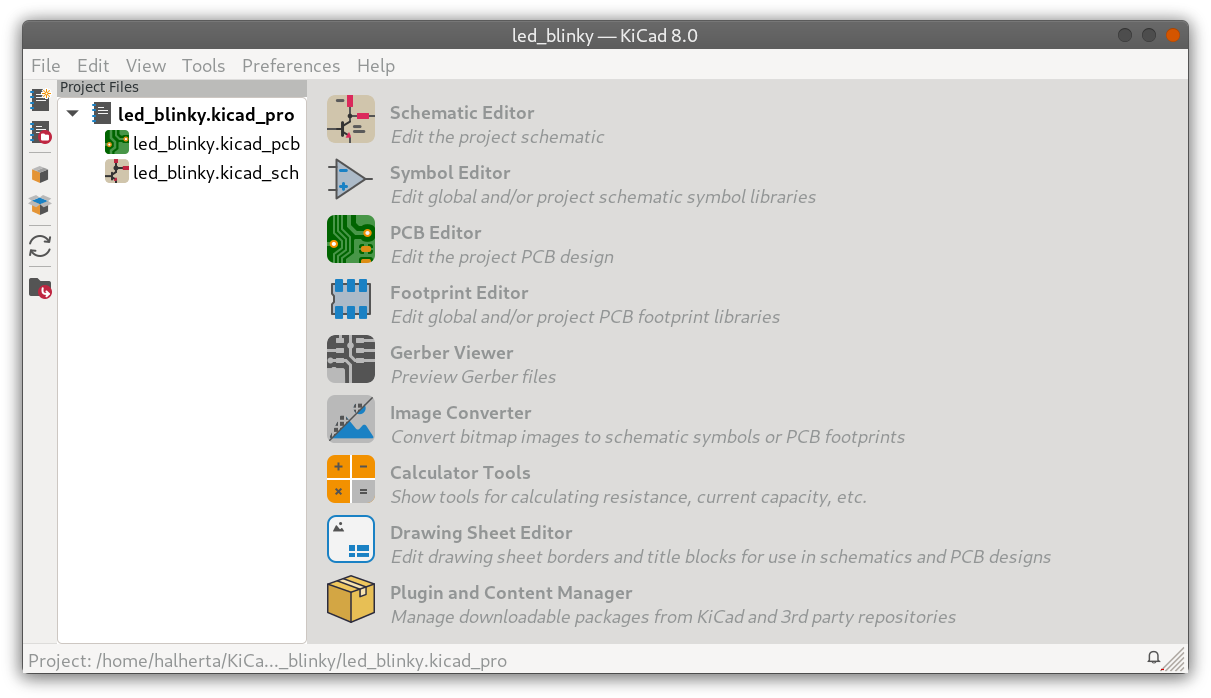 led_blinky — KiCad 8.0
File Edit View Tools Preferences Help
Project Files
led_blinky.kicad_pro
led_blinky.kicad_pcb
led_blinky.kicad_sch
Schematic Editor
Edit the project schematic
Symbol Editor
Edit global and/or project schematic symbol libraries
PCB Editor
Edit the project PCB design
Footprint Editor
Edit global and/or project PCB footprint libraries
Gerber Viewer
Preview Gerber files
Image Converter
Convert bitmap images to schematic symbols or PCB footprints
Calculator Tools
Show tools for calculating resistance, current capacity, etc.
Drawing Sheet Editor
Edit drawing sheet borders and title blocks for use in schematics and PCB designs
Plugin and Content Manager
Manage downloadable packages from KiCad and 3rd party repositories
Project: /home/halherta/KiCa..._blinky/led_blinky.kicad_pro